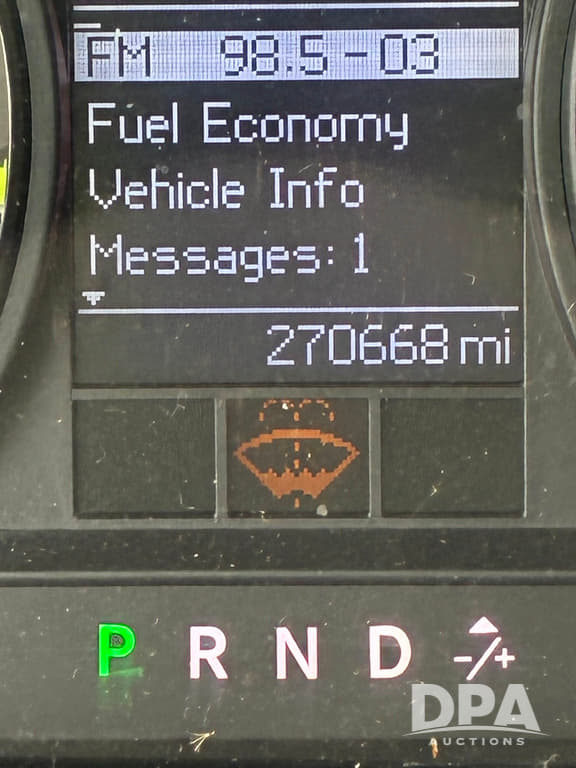 FM 98.5-03
Fuel Economy
Vehicle Info
Messages: 1
270668 mi
P R N D -/+
DPA
AUCTIONS